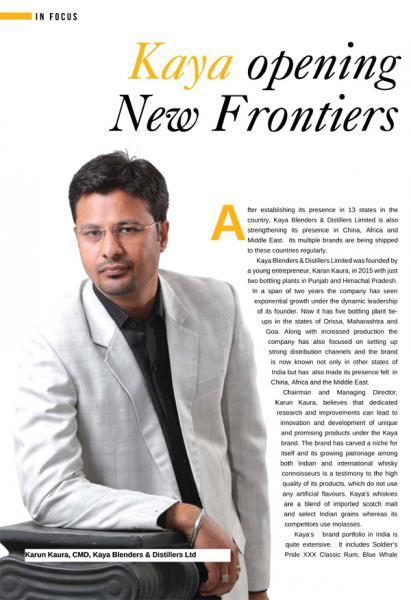 IN FOCUS
Kaya opening
New Frontiers
After establishing its presence in 13 states in the
country, Kaya Blenders & Distillers Limited is also
strengthening its presence in China, Africa and
Middle East. Its multiple brands are being shipped
to these countries regularly.
Kaya Blenders & Distillers Limited was founded by
a young entrepreneur, Karan Kaura, in 2015 with just
two bottling plants in Punjab and Himachal Pradesh.
In a span of two years the company has seen
exponential growth under the dynamic leadership
of its founder. Now it has five bottling plant tie-
ups in the states of Orissa, Maharashtra and
Goa. Along with increased production the
company has also focused on setting up
strong distribution channels and the brand
is now known not only in other states of
India but has also made its presence felt in
China, Africa and the Middle East.
Chairman and Managing Director,
Karun Kaura, believes that dedicated
research and improvements can lead to
innovation and development of unique
and promising products under the Kaya
brand. The brand has carved a niche for
itself and its growing patronage among
both Indian and international whisky
connoisseurs is a testimony to the high
quality of its products, which do not use
any artificial flavours. Kaya's whiskies
are a blend of imported scotch malt
and select Indian grains whereas its
competitors use molasses.
Kaya's brand portfolio in India is
quite extensive. It includes Soldier's
Pride XXX Classic Rum, Blue Whale
Karun Kaura, CMD, Kaya Blenders & Distillers Ltd